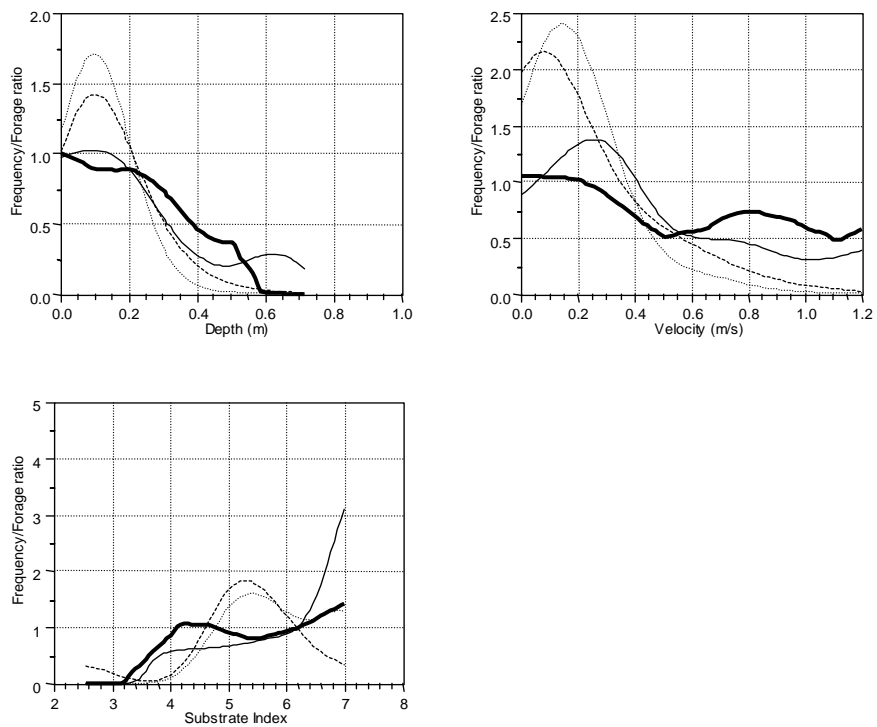 Frequency/Forage ratio
2.0
1.5
1.0
0.5
0.0
0.0 0.2 0.4 0.6 0.8 1.0
Depth (m)
Frequency/Forage ratio
2.5
2.0
1.5
1.0
0.5
0.0
0.0 0.2 0.4 0.6 0.8 1.0 1.2
Velocity (m/s)
Frequency/Forage ratio
5
4
3
2
1
0
2 3 4 5 6 7 8
Substrate Index